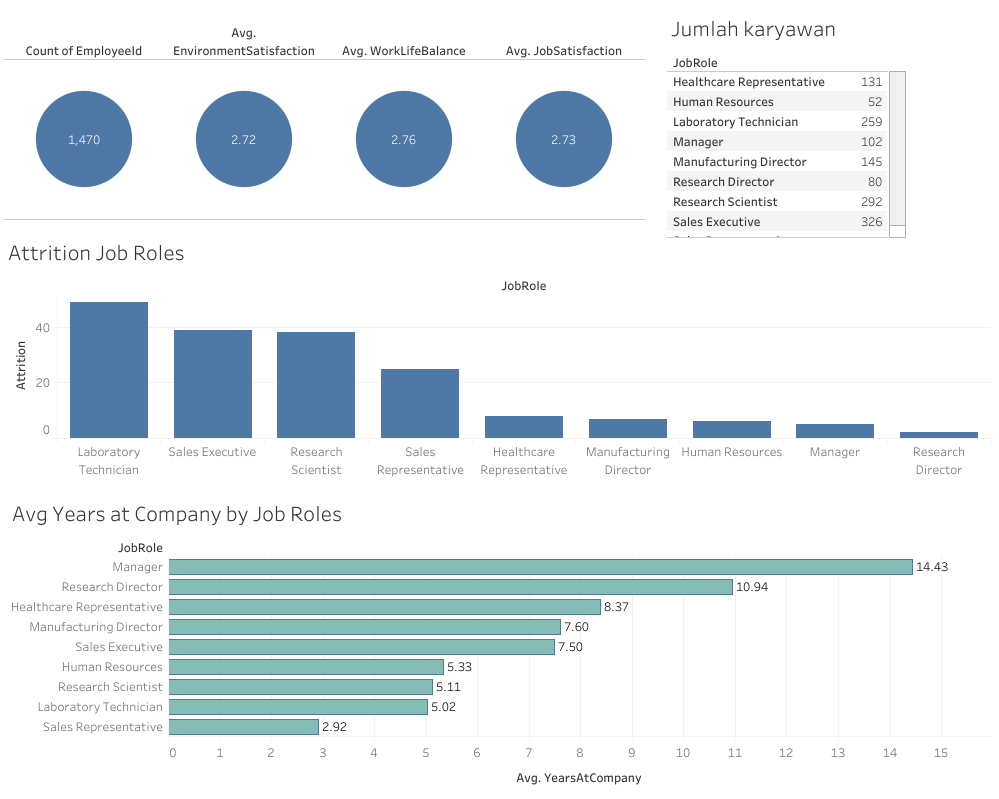 Count of EmployeeId
Avg.
EnvironmentSatisfaction
Avg. WorkLifeBalance
Avg. JobSatisfaction
1,470
2.72
2.76
2.73
Jumlah karyawan
JobRole
Healthcare Representative 131
Human Resources 52
Laboratory Technician 259
Manager 102
Manufacturing Director 145
Research Director 80
Research Scientist 292
Sales Executive 326
Attrition Job Roles
JobRole
Attrition
40
20
0
Laboratory
Technician
Sales Executive
Research
Scientist
Sales
Representative
Healthcare
Representative
Manufacturing
Director
Human Resources
Manager
Research
Director
Avg Years at Company by Job Roles
JobRole
Manager 14.43
Research Director 10.94
Healthcare Representative 8.37
Manufacturing Director 7.60
Sales Executive 7.50
Human Resources 5.33
Research Scientist 5.11
Laboratory Technician 5.02
Sales Representative 2.92
0 1 2 3 4 5 6 7 8 9 10 11 12 13 14 15
Avg. YearsAtCompany